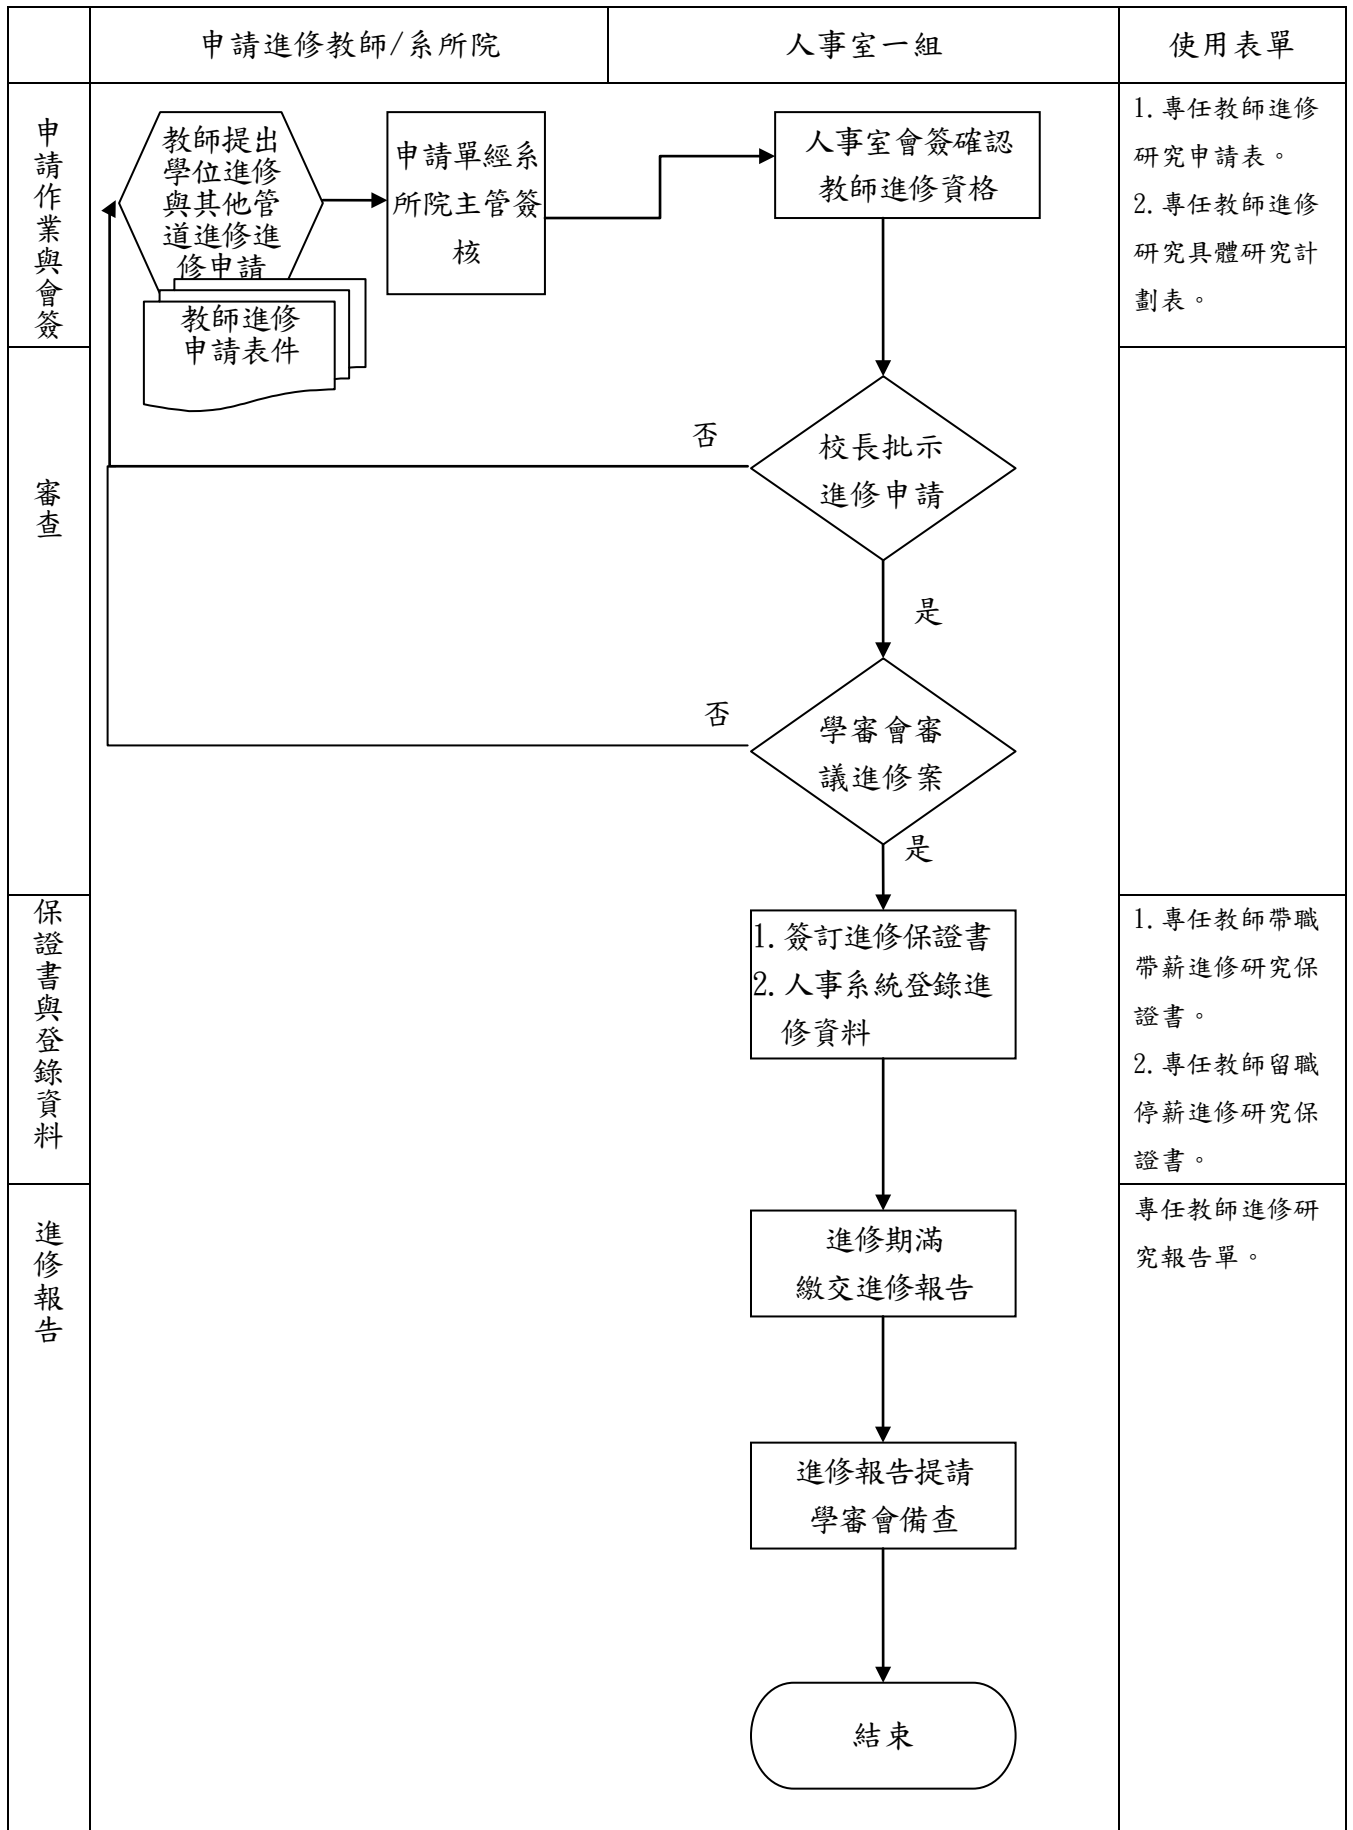 申請進修教師/系所院
人事室一組
使用表單
申請作業與會簽
教師提出
學位進修
與其他管
道進修進
修申請
教師進修
申請表件
申請單經系
所院主管簽
核
人事室會簽確認
教師進修資格
1. 專任教師進修
研究申請表。
2. 專任教師進修
研究具體研究計
劃表。
審查
否
校長批示
進修申請
是
否
學審會審
議進修案
是
保證書與登錄資料
1. 簽訂進修保證書
2. 人事系統登錄進
修資料
1. 專任教師帶職
帶薪進修研究保
證書。
2. 專任教師留職
停薪進修研究保
證書。
進修報告
進修期滿
繳交進修報告
專任教師進修研
究報告單。
進修報告提請
學審會備查
結束